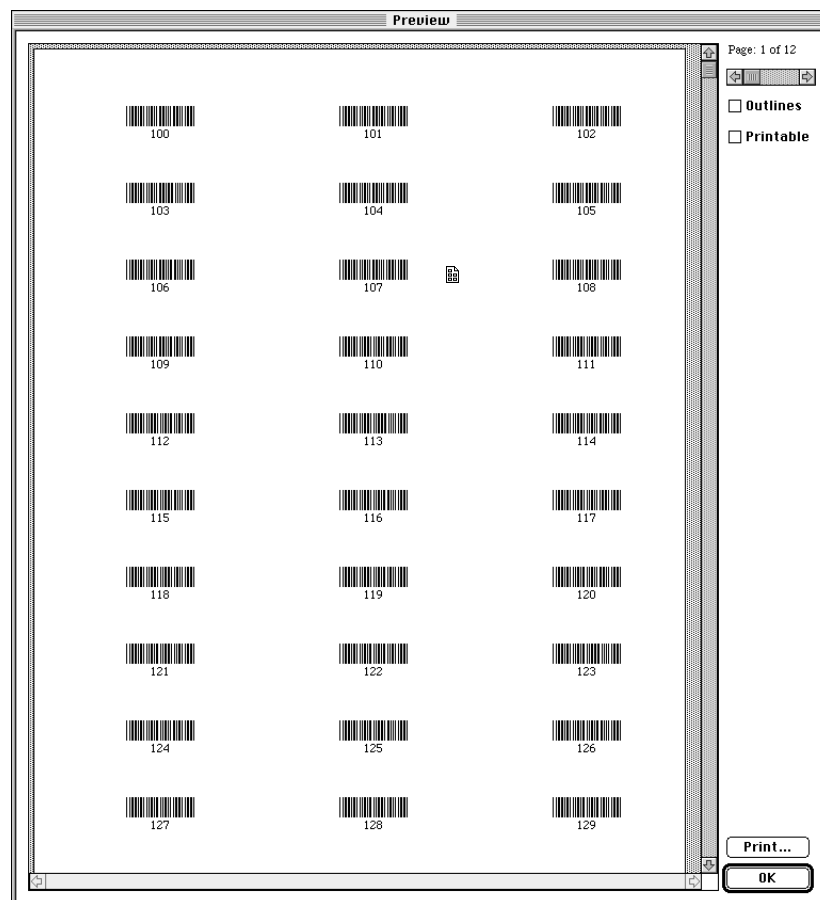 Preview
Page: 1 of 12
Outlines
Printable
100 101 102
103 104 105
106 107 108
109 110 111
112 113 114
115 116 117
118 119 120
121 122 123
124 125 126
127 128 129
Print...
OK